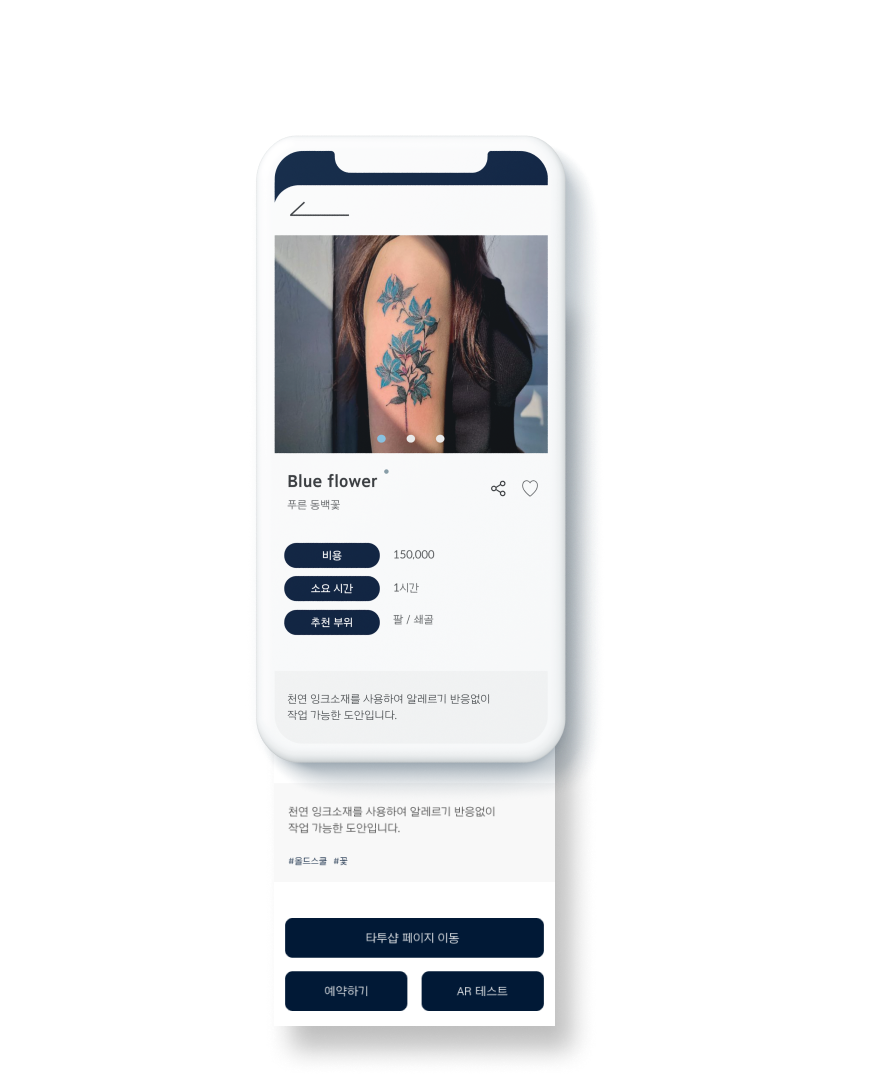 Blue flower
푸른 동백꽃
비용 150,000
소요 시간 1시간
추천 부위 팔 / 쇄골
천연 잉크소재를 사용하여 알레르기 반응없이
작업 가능한 도안입니다.
천연 잉크소재를 사용하여 알레르기 반응없이
작업 가능한 도안입니다.
#올드스쿨 #꽃
타투샵 페이지 이동
예약하기 AR 테스트